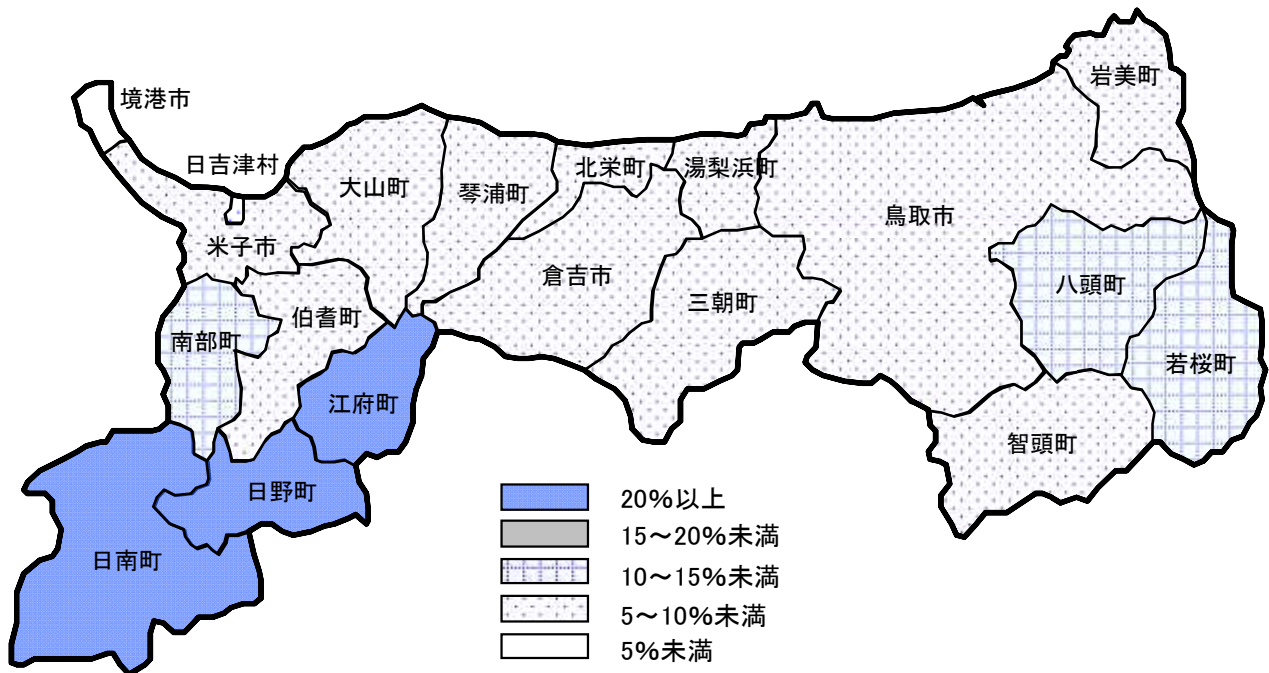 岩美町
境港市
日吉津村
大山町
琴浦町
北栄町
湯梨浜町
鳥取市
米子市
倉吉市
三朝町
八頭町
南部町
伯耆町
若桜町
江府町
智頭町
日野町
日南町
20%以上
15~20%未満
10~15%未満
5~10%未満
5%未満